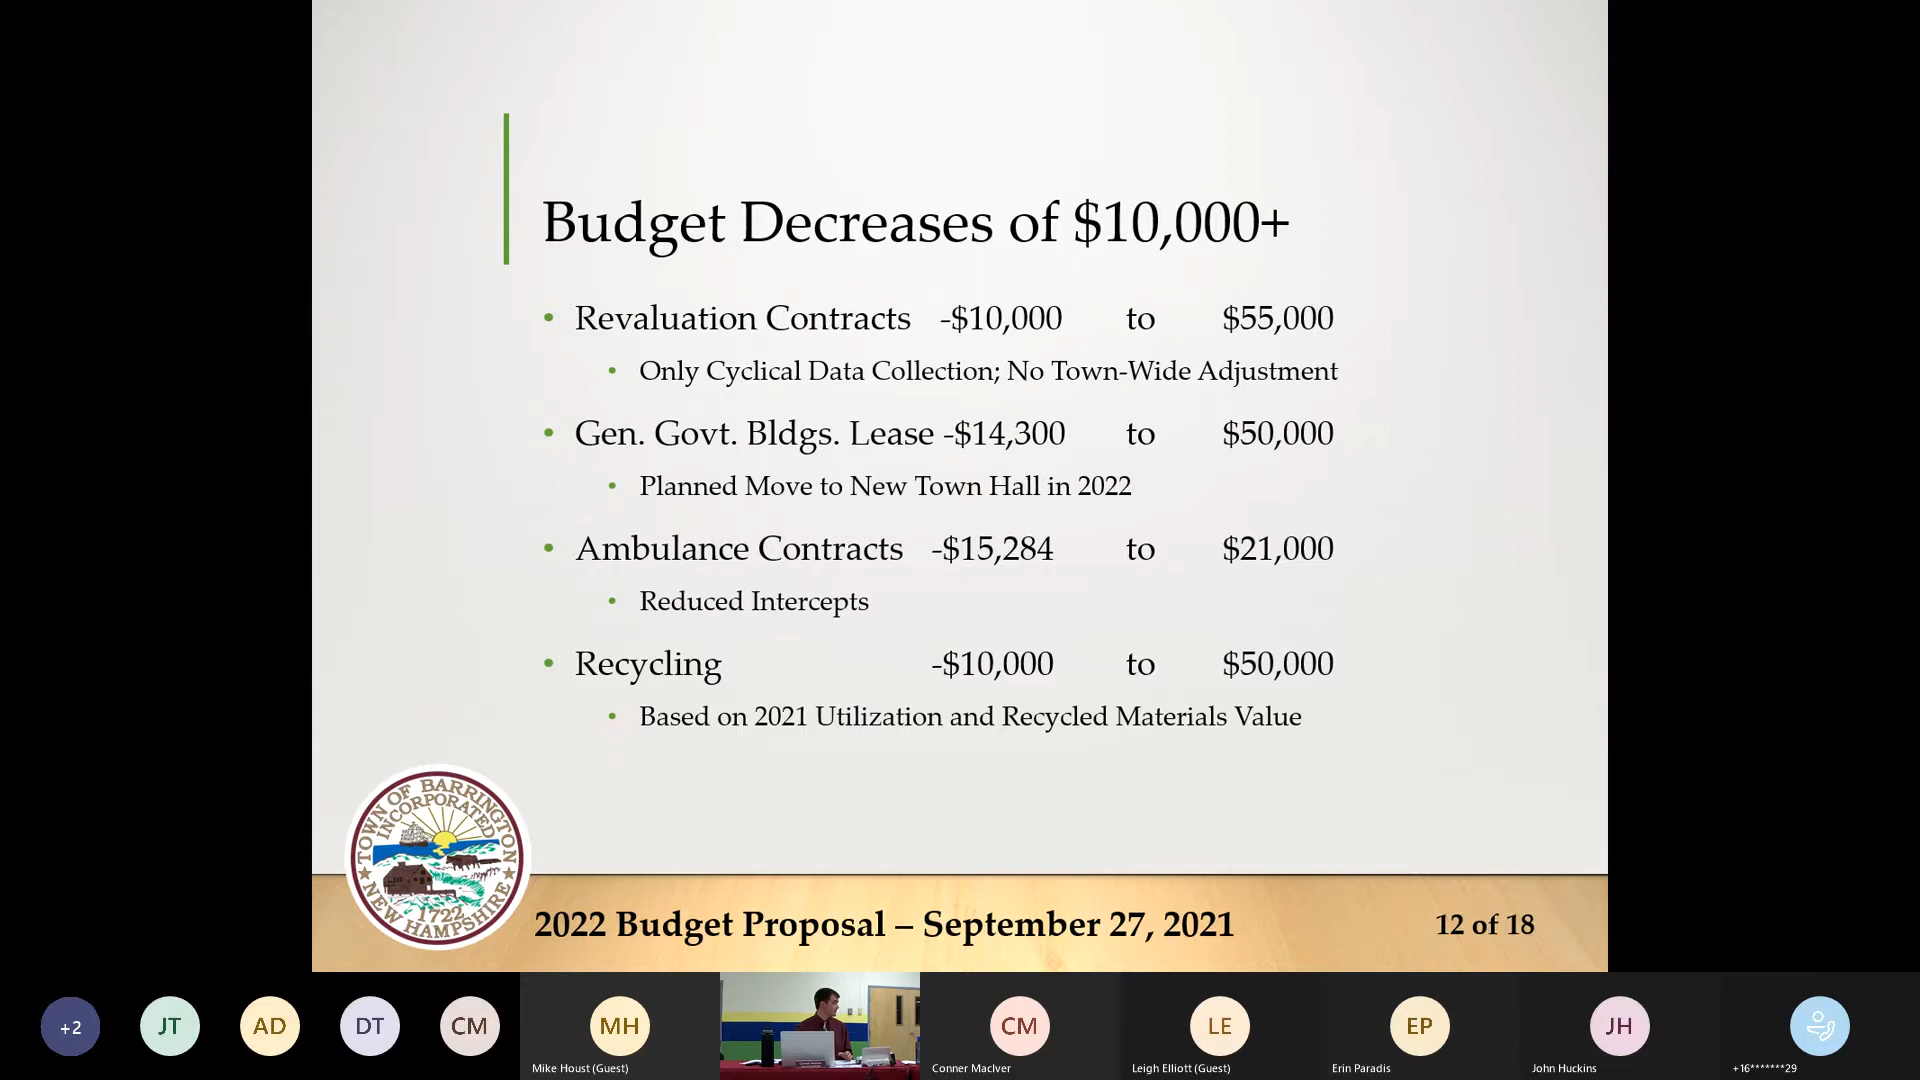 Budget Decreases of $10,000+
• Revaluation Contracts -$10,000 to $55,000
• Only Cyclical Data Collection; No Town-Wide Adjustment
• Gen. Govt. Bldgs. Lease -$14,300 to $50,000
• Planned Move to New Town Hall in 2022
• Ambulance Contracts -$15,284 to $21,000
• Reduced Intercepts
• Recycling -$10,000 to $50,000
• Based on 2021 Utilization and Recycled Materials Value
TOWN OF BARRINGTON
INCORPORATED
1722
NEW HAMPSHIRE
2022 Budget Proposal – September 27, 2021
12 of 18
+2
JT
AD
DT
CM
MH
CM
LE
EP
JH
Mike Houst (Guest)
Conner MacIver
Leigh Elliott (Guest)
Erin Paradis
John Huckins
+16*******29